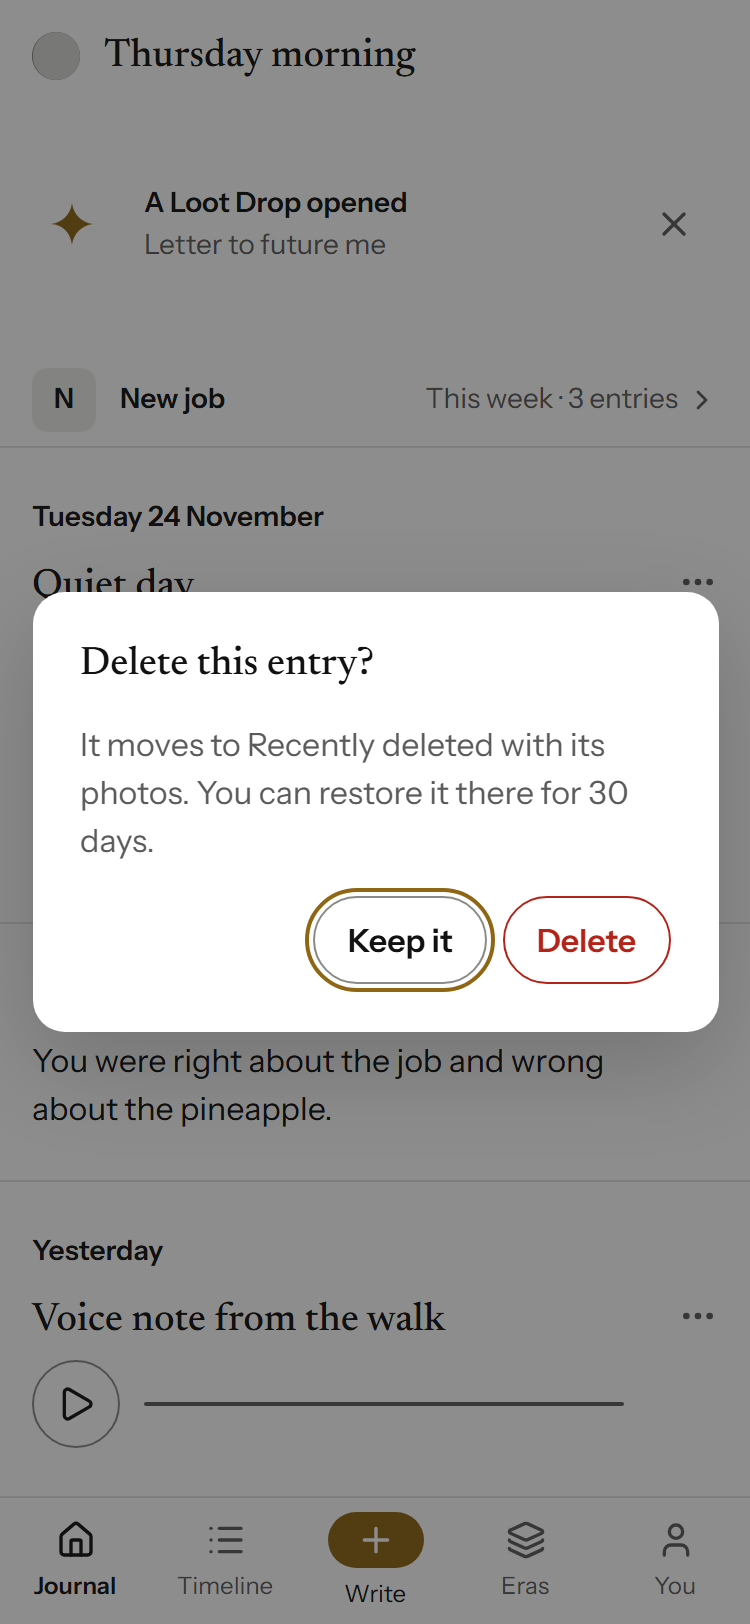 Thursday morning
A Loot Drop opened
Letter to future me
N New job This week · 3 entries
Tuesday 24 November
Quiet day
Delete this entry?
It moves to Recently deleted with its
photos. You can restore it there for 30
days.
Keep it Delete
You were right about the job and wrong
about the pineapple.
Yesterday
Voice note from the walk
Journal Timeline Write Eras You